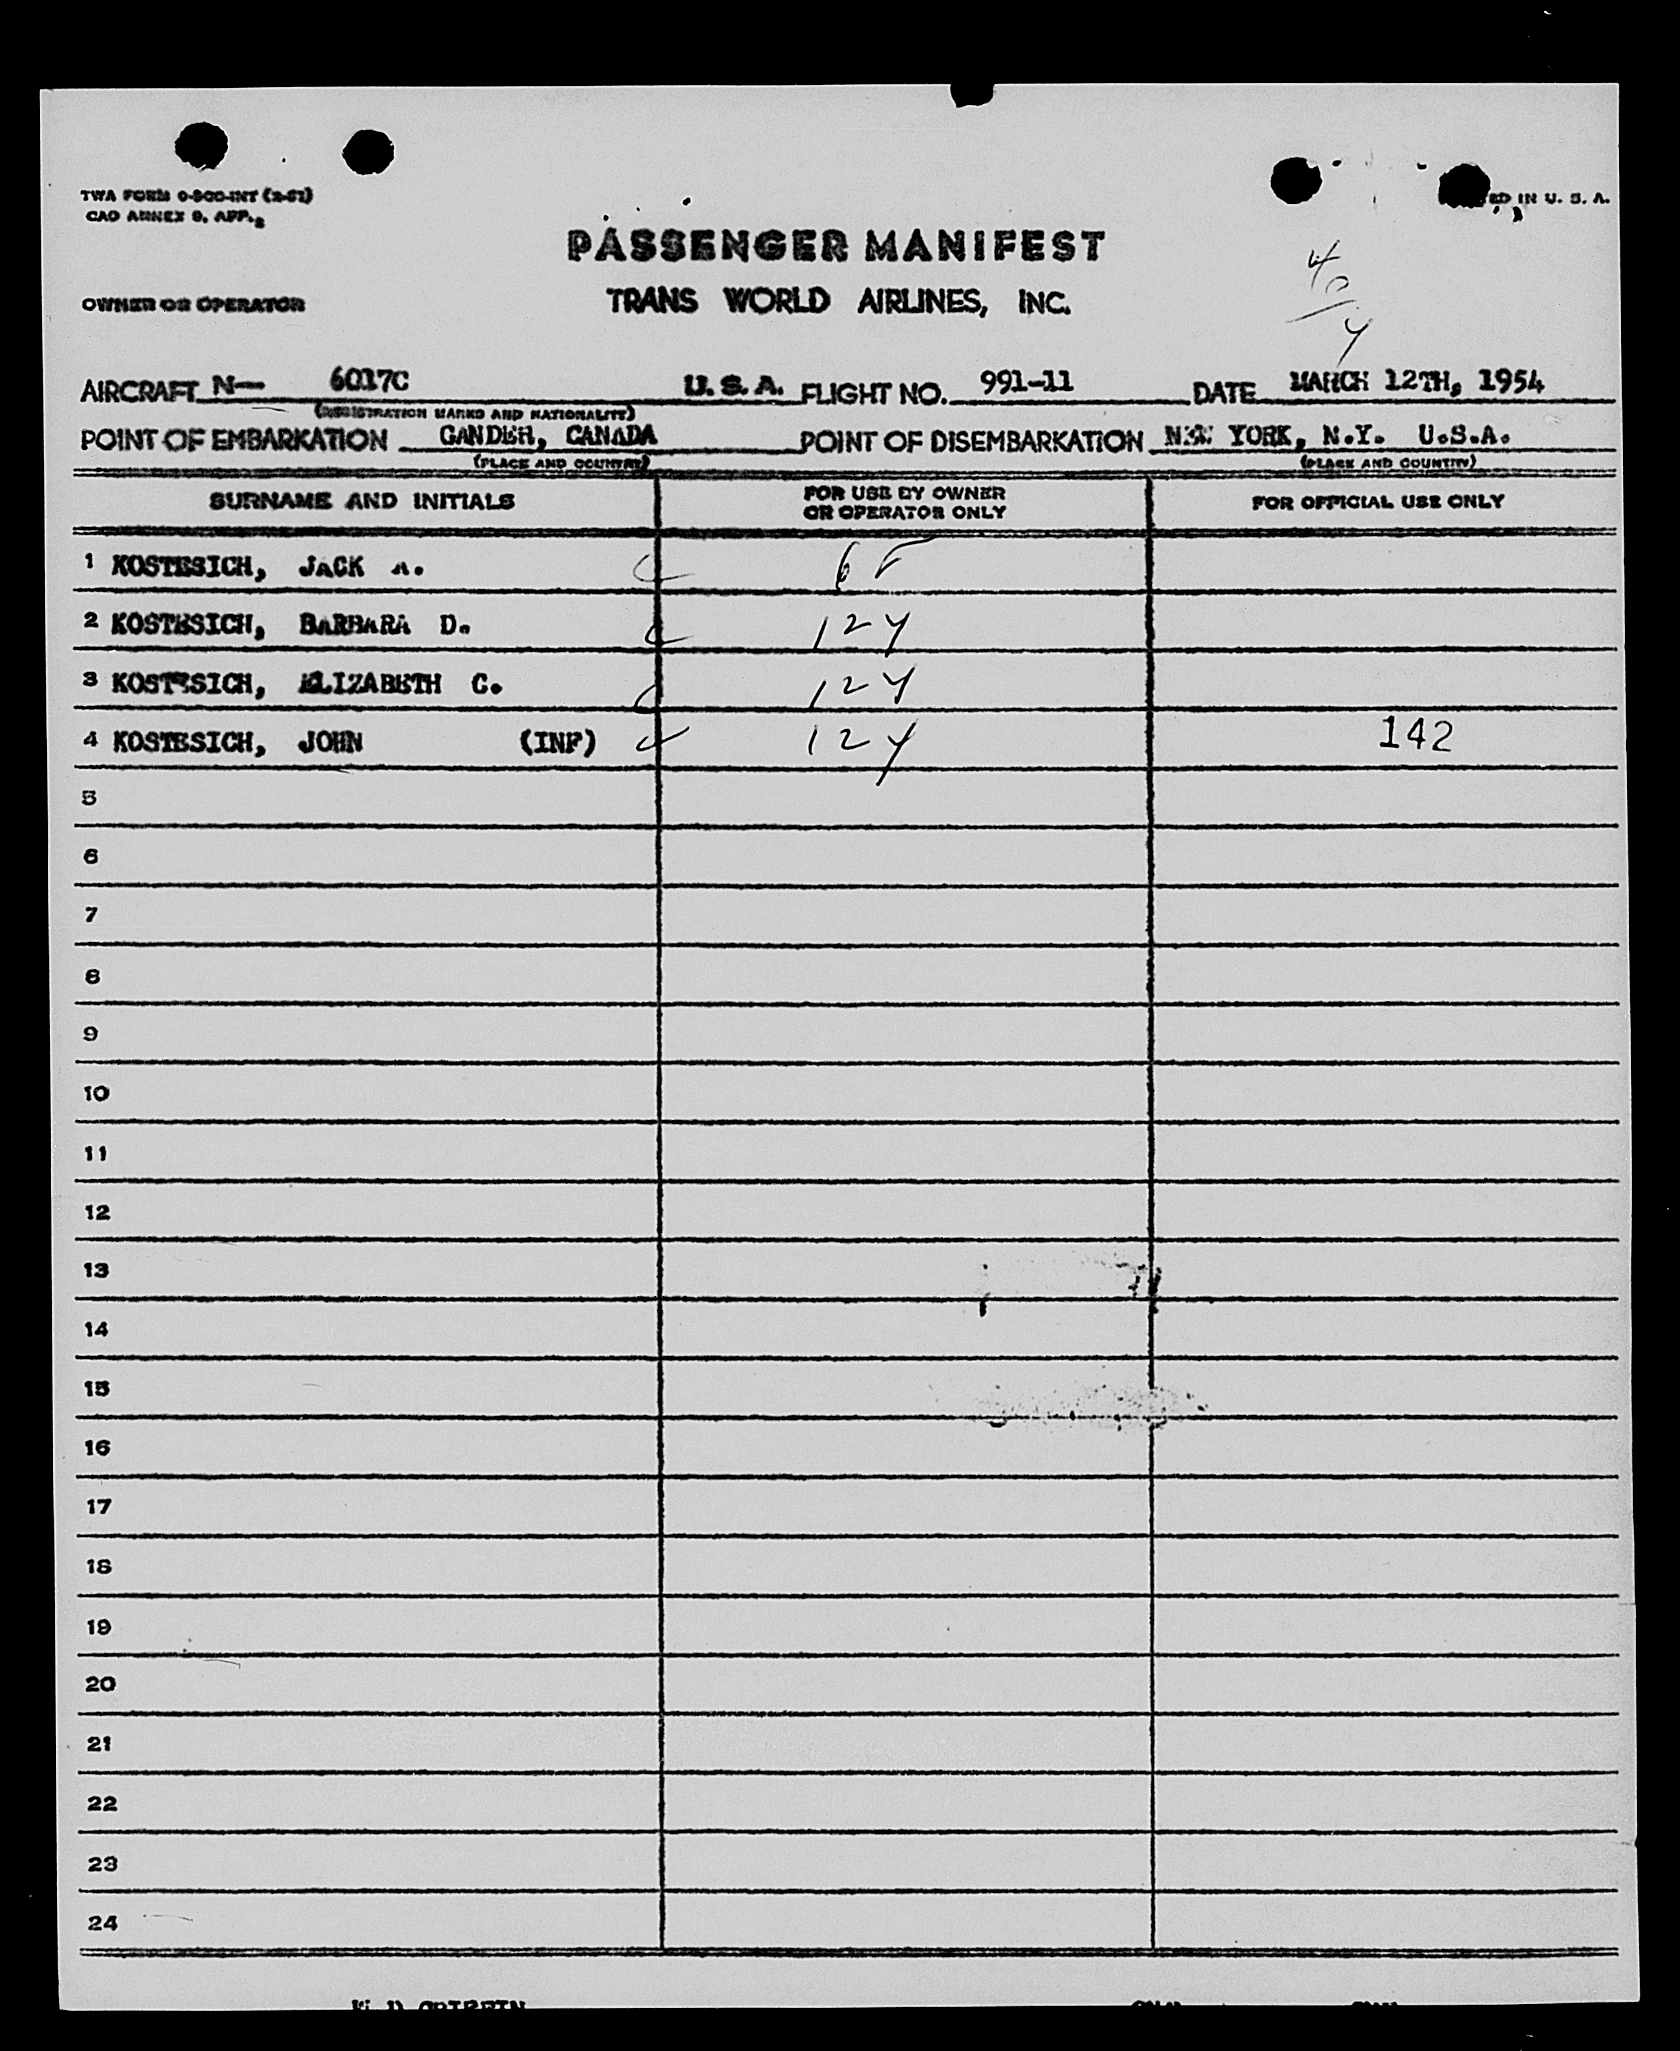 TWA FORM O-800-INT (2-51)
CAO ANNEX 9, APP. 2
ED IN U. S. A.
PASSENGER MANIFEST
OWNER OR OPERATOR TRANS WORLD AIRLINES, INC.
AIRCRAFT N— 6017C U. S. A. FLIGHT NO. 991-11 DATE MARCH 12TH, 1954
(REGISTRATION MARKS AND NATIONALITY)
POINT OF EMBARKATION GANDER, CANADA POINT OF DISEMBARKATION NEW YORK, N.Y. U.S.A.
(PLACE AND COUNTRY) (PLACE AND COUNTRY)
SURNAME AND INITIALS FOR USE BY OWNER OR OPERATOR ONLY FOR OFFICIAL USE ONLY
1 KOSTESICH, JACK A.
2 KOSTESICH, BARBARA D. 124
3 KOSTESICH, ELIZABETH C. 124
4 KOSTESICH, JOHN (INF) 124 142
5
6
7
8
9
10
11
12
13
14
15
16
17
18
19
20
21
22
23
24
GRIFFIN